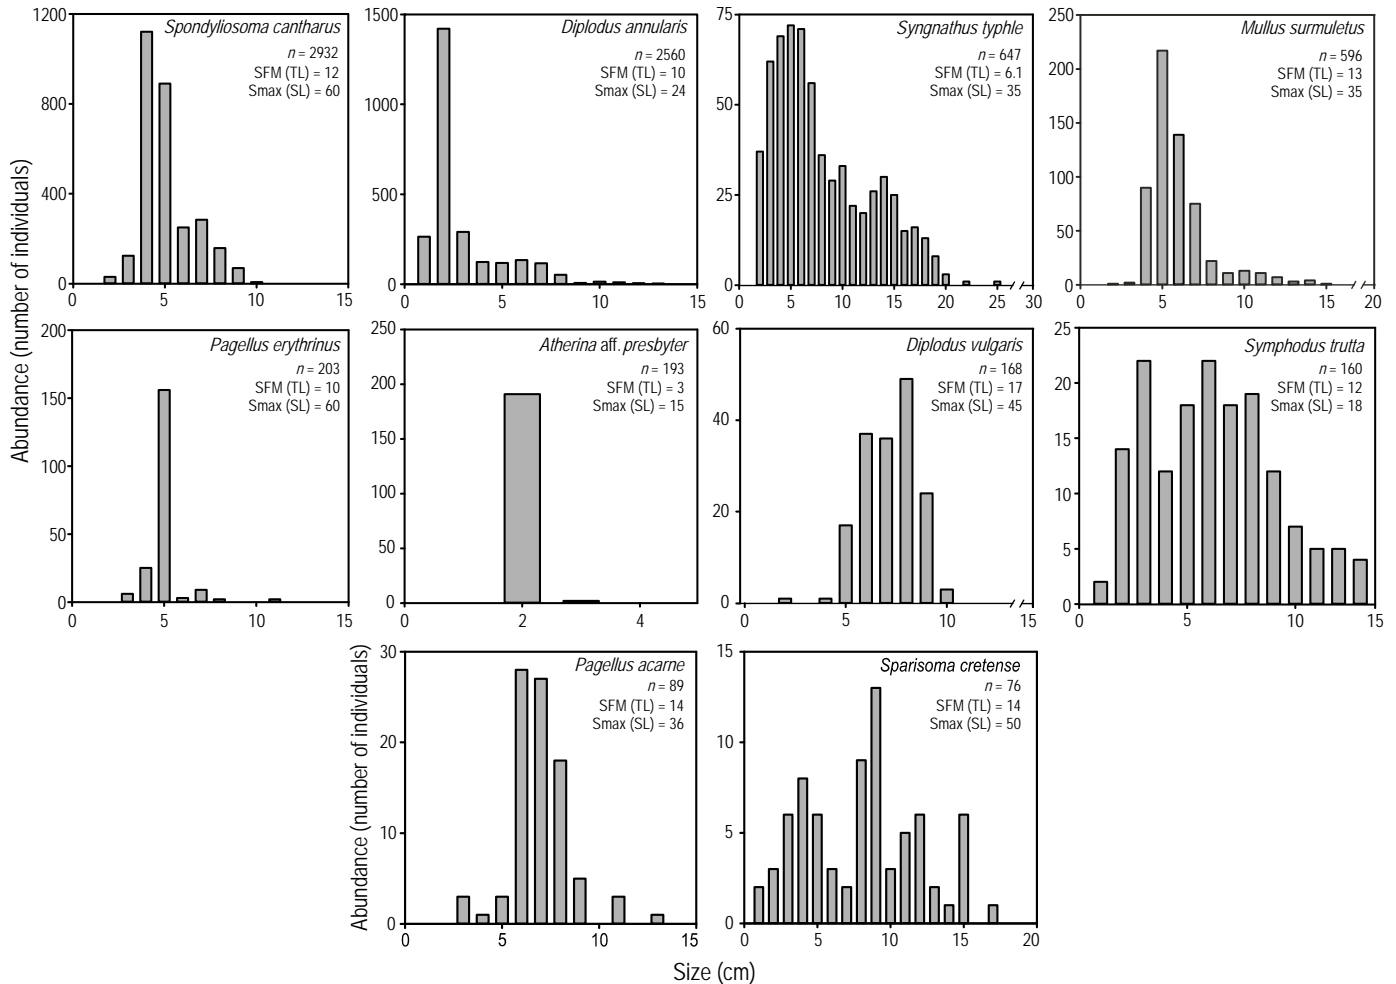 Spondyliosoma cantharus
n = 2932
SFM (TL) = 12
Smax (SL) = 60
1200
800
400
0
0
5
10
15
Diplodus annularis
n = 2560
SFM (TL) = 10
Smax (SL) = 24
1500
1000
500
0
0
5
10
15
Syngnathus typhle
n = 647
SFM (TL) = 6.1
Smax (SL) = 35
75
50
25
0
0
5
10
15
20
25
30
Mullus surmuletus
n = 596
SFM (TL) = 13
Smax (SL) = 35
250
200
150
100
50
0
0
5
10
15
20
Abundance (number of individuals)
Pagellus erythrinus
n = 203
SFM (TL) = 10
Smax (SL) = 60
200
150
100
50
0
0
5
10
15
Atherina aff. presbyter
n = 193
SFM (TL) = 3
Smax (SL) = 15
250
200
150
100
50
0
0
2
4
Diplodus vulgaris
n = 168
SFM (TL) = 17
Smax (SL) = 45
60
40
20
0
0
5
10
15
Symphodus trutta
n = 160
SFM (TL) = 12
Smax (SL) = 18
25
20
15
10
5
0
0
5
10
15
Abundance (number of individuals)
Pagellus acarne
n = 89
SFM (TL) = 14
Smax (SL) = 36
30
20
10
0
0
5
10
15
Sparisoma cretense
n = 76
SFM (TL) = 14
Smax (SL) = 50
15
10
5
0
0
5
10
15
20
Size (cm)